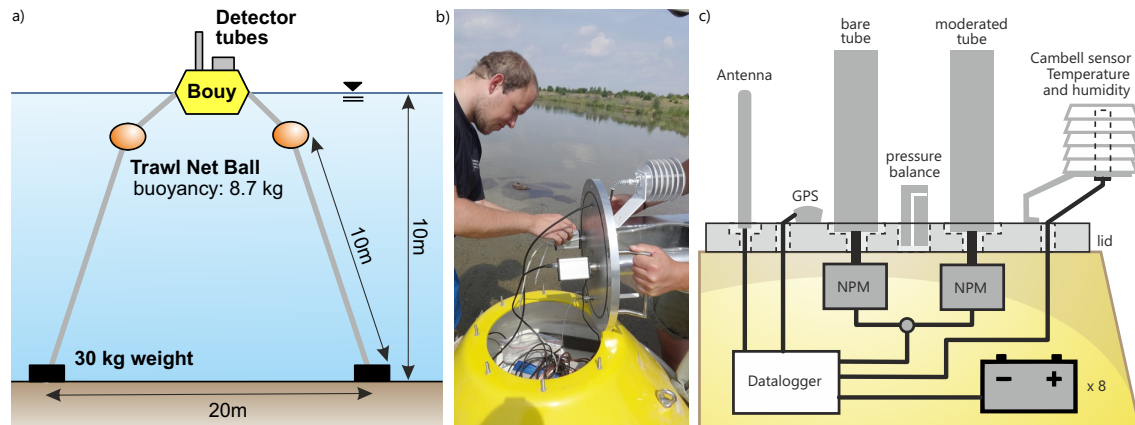 a)
Detector
tubes
Bouy
Trawl Net Ball
buoyancy: 8.7 kg
10m
10m
30 kg weight
20m
b)
c)
bare
tube
moderated
tube
Cambell sensor
Temperature
and humidity
Antenna
pressure
balance
GPS
lid
NPM
NPM
Datalogger
x 8